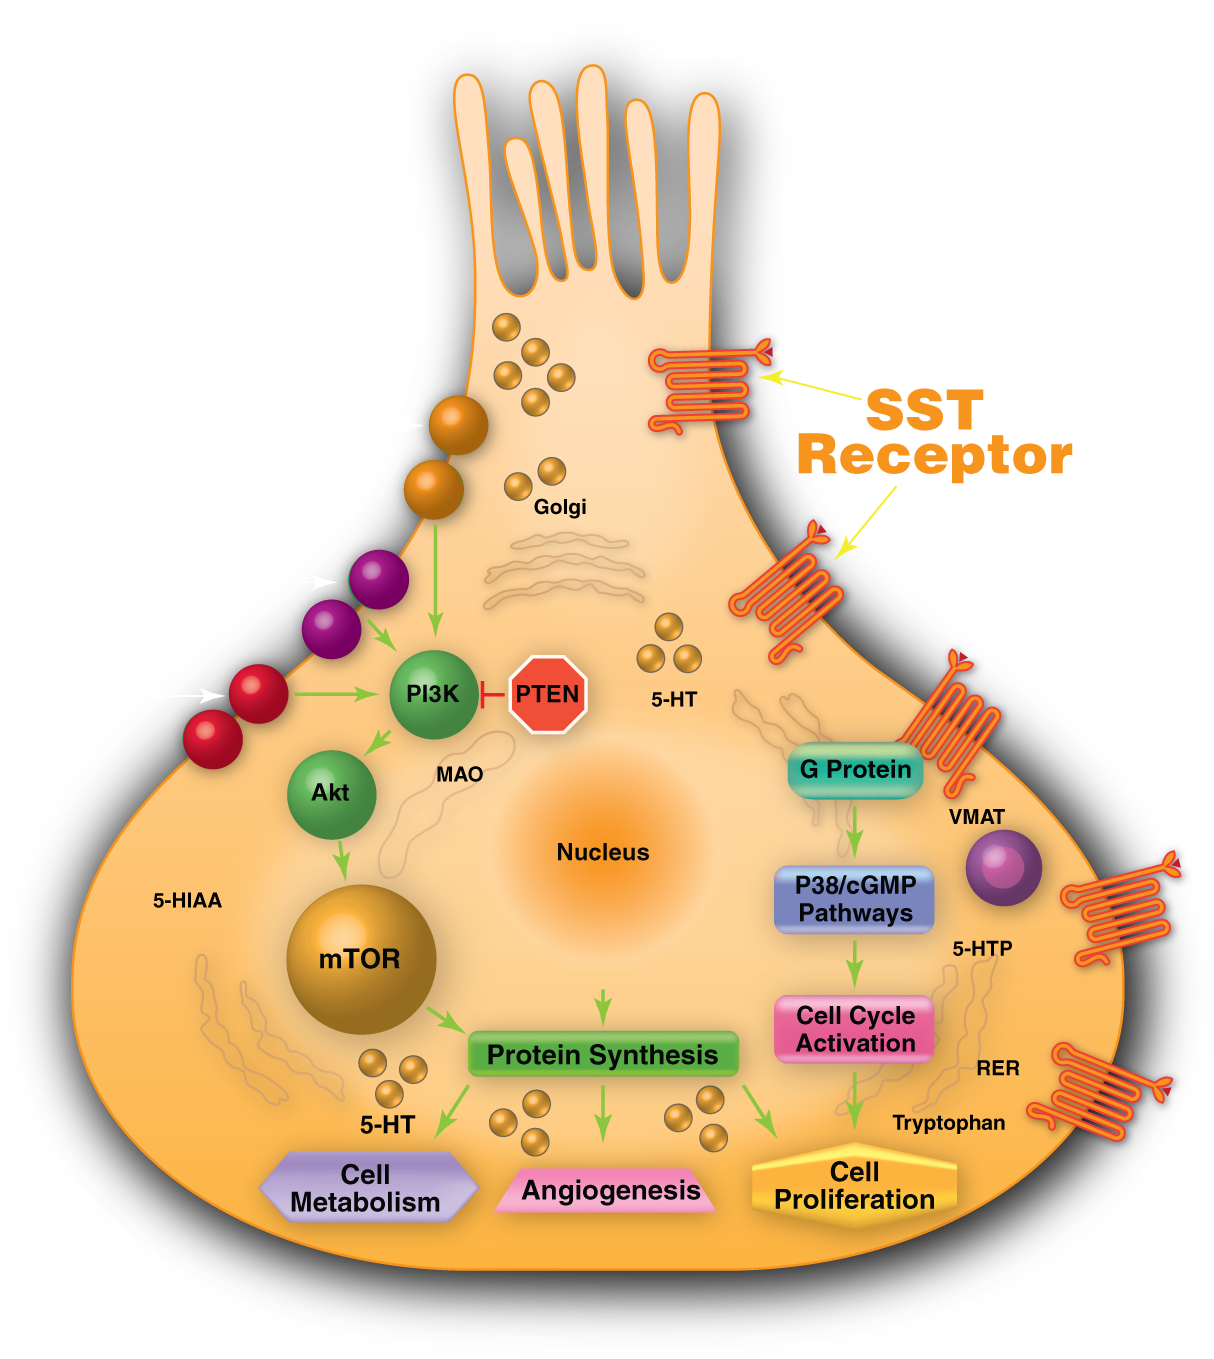 SST
Receptor
Golgi
PI3K
PTEN
5-HT
MAO
G Protein
Akt
VMAT
Nucleus
P38/cGMP
Pathways
5-HIAA
5-HTP
mTOR
Cell Cycle
Activation
Protein Synthesis
RER
5-HT
Tryptophan
Cell
Metabolism
Angiogenesis
Cell
Proliferation